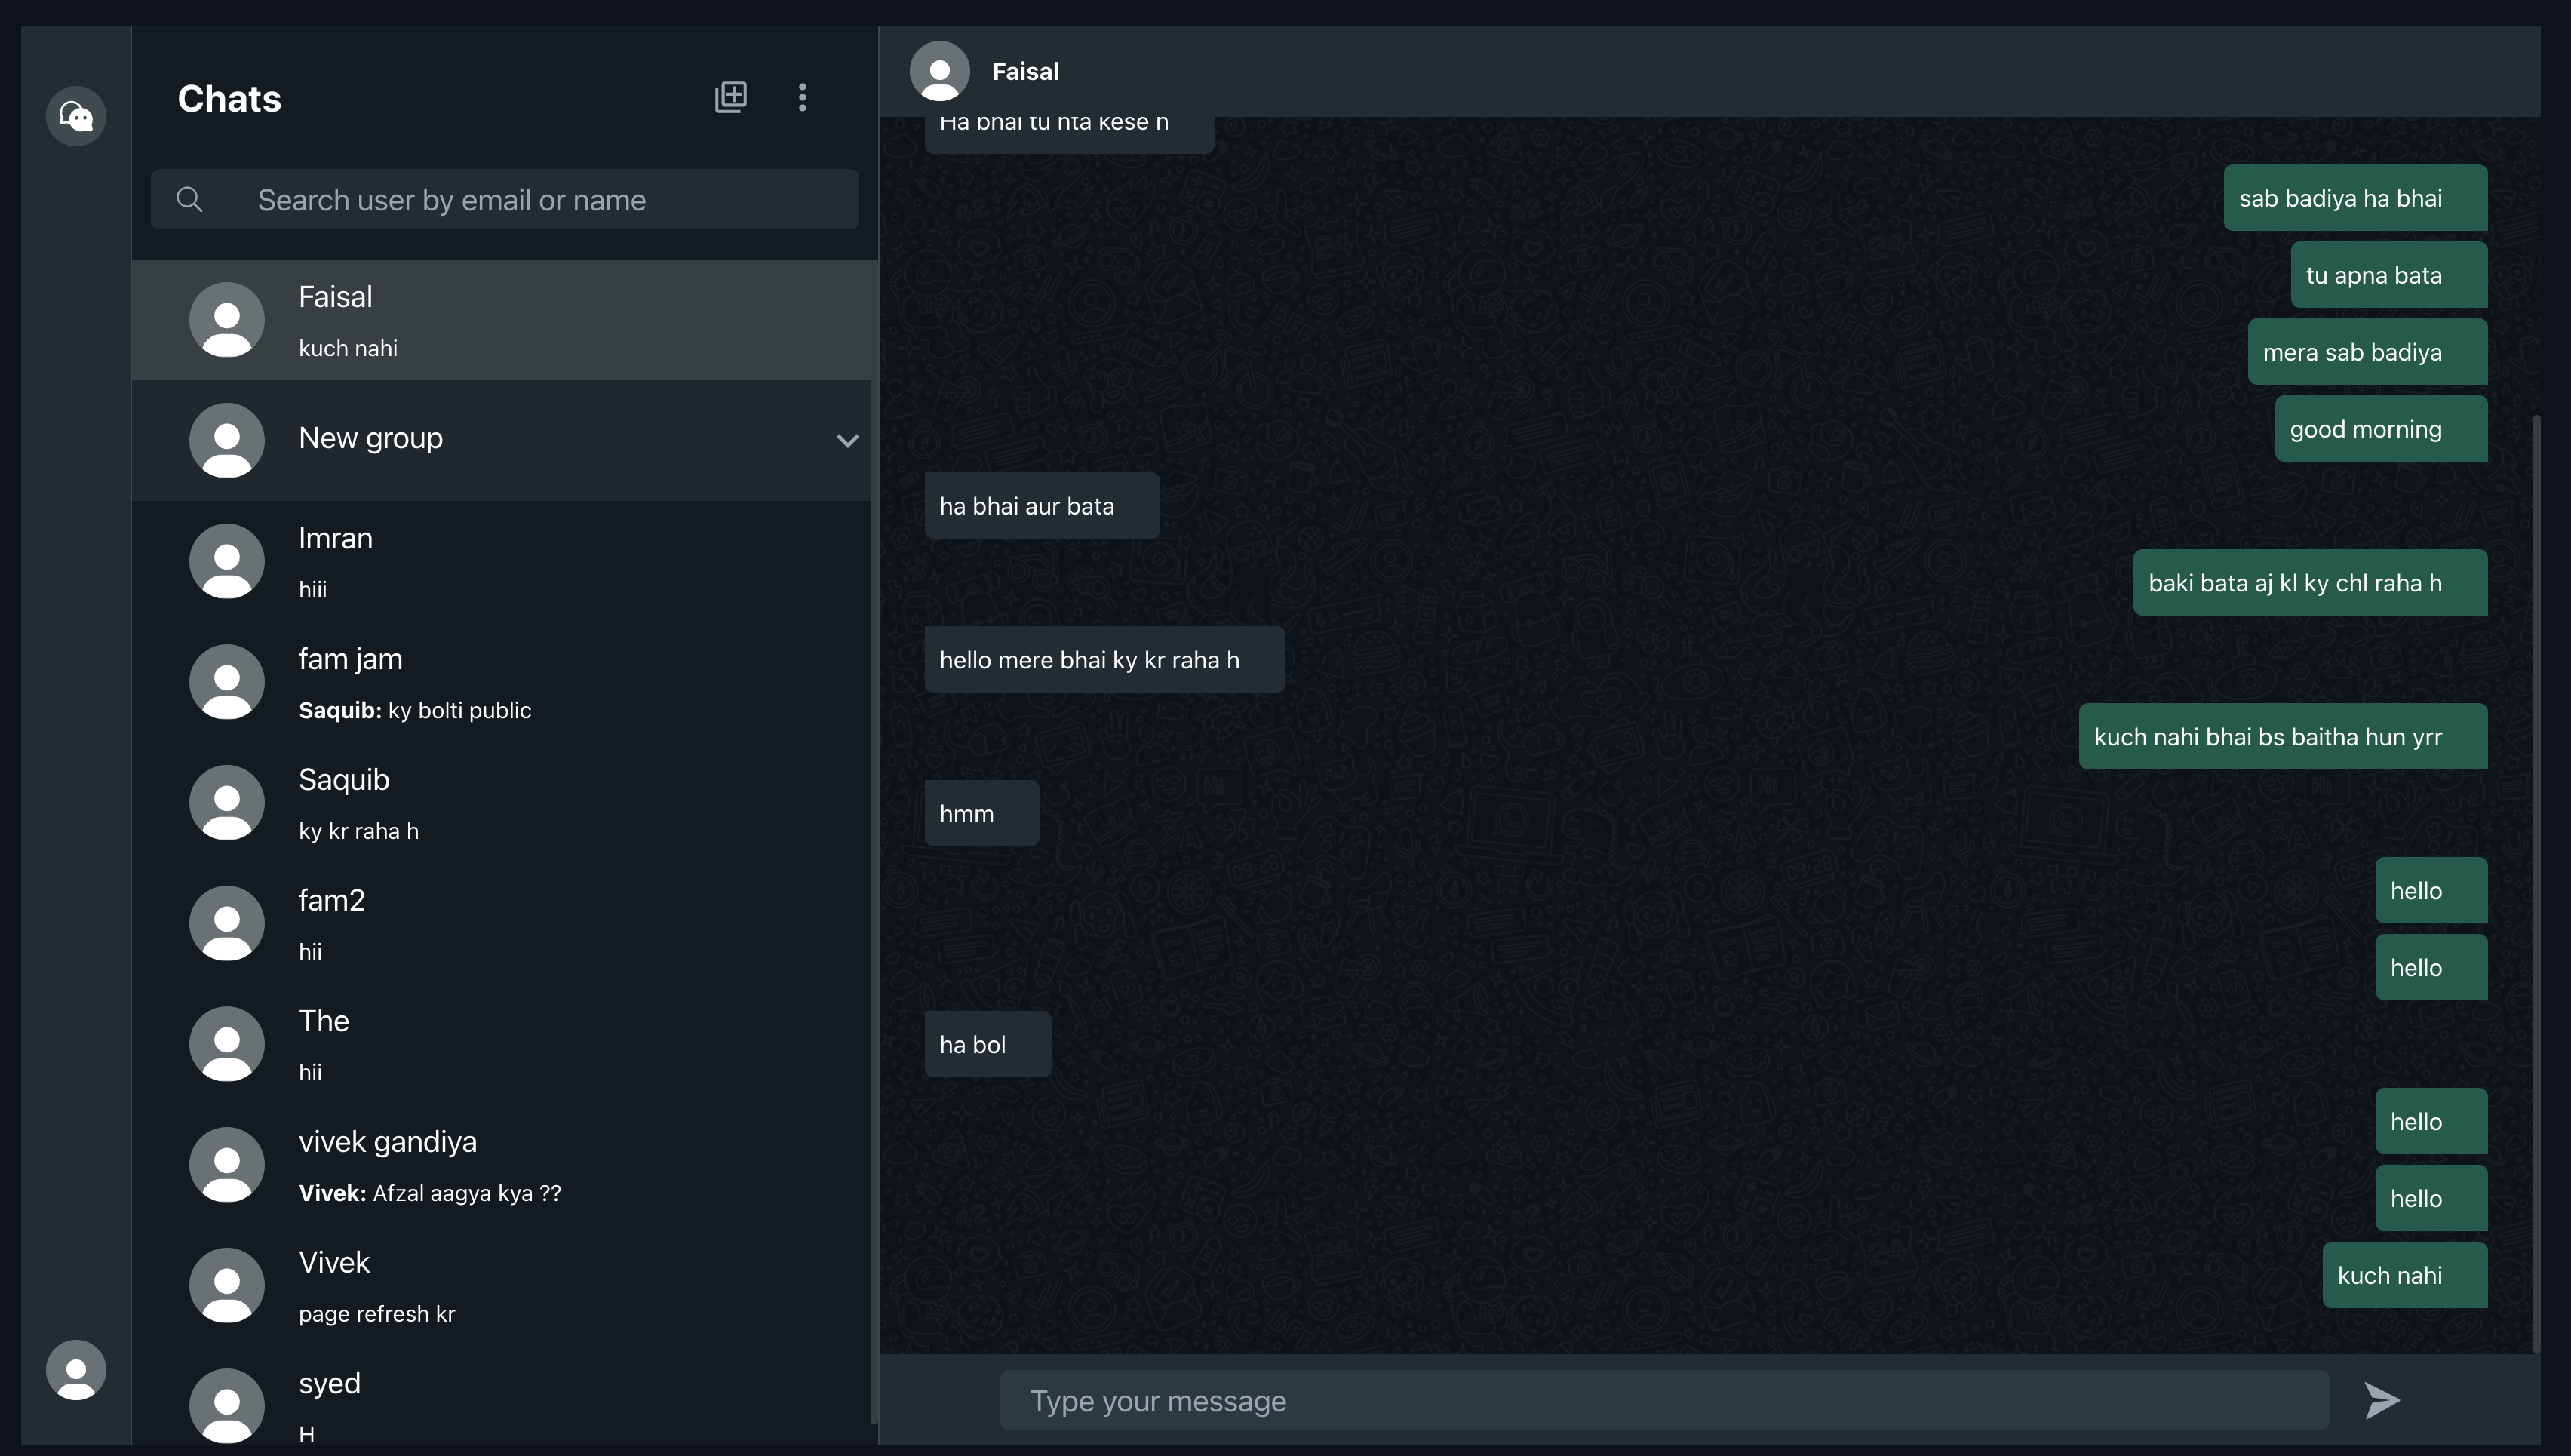 Chats
Search user by email or name
Faisal
kuch nahi
New group
Imran
hiii
fam jam
Saquib: ky bolti public
Saquib
ky kr raha h
fam2
hii
The
hii
vivek gandiya
Vivek: Afzal aagya kya ??
Vivek
page refresh kr
syed
H
Faisal
Ha bhai tu nta kese h
sab badiya ha bhai
tu apna bata
mera sab badiya
good morning
ha bhai aur bata
baki bata aj kl ky chl raha h
hello mere bhai ky kr raha h
kuch nahi bhai bs baitha hun yrr
hmm
hello
hello
ha bol
hello
hello
kuch nahi
Type your message